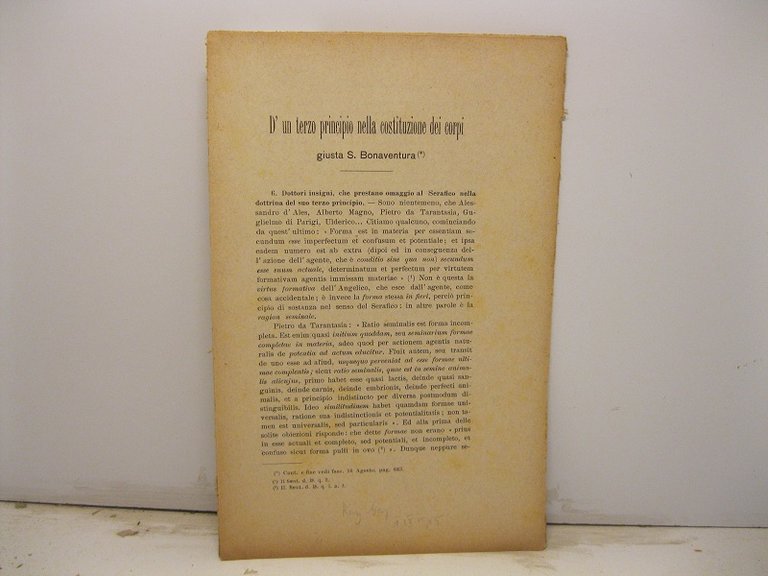 D' un terzo principio nella costituzione dei corpi
giusta S. Bonaventura (*)
6. Dottori insigni, che prestano omaggio al Serafico nella
dottrina del suo terzo principio. — Sono nientemeno, che Ales-
sandro d' Ales, Alberto Magno, Pietro da Tarantasia, Gu-
glielmo di Parigi, Ulderico... Citiamo qualcuno, cominciando
da quest' ultimo: « Forma est in materia per essentiam se-
cundum esse imperfectum et confusum et potentiale; et ipsa
eadem numero est ab extra (dipoi ed in conseguenza del-
l' azione dell' agente, che è conditio sine qua non) secundum
esse suum actuale, determinatum et perfectum per virtutem
formativam agentis immissam materiae » (¹) Non è questa la
virtus formativa dell' Angelico, che esce dall' agente, come
cosa accidentale; è invece la forma stessa in fieri, perciò prin-
cipio di sostanza nel senso del Serafico: in altre parole è la
ragion seminale.
Pietro da Tarantasia: « Ratio seminalis est forma incom-
pleta. Est enim quasi initium quoddam, seu seminarium formae
completae in materia, adeo quod per actionem agentis natu-
ralis de potentia ad actum educitur. Fluit autem, seu transit
de uno esse ad aliud, usquequo perveniat ad esse formae ulti-
mae complentis; sicut ratio seminalis, quae est in semine anima-
lis alicujus, primo habet esse quasi lactis, deinde quasi san-
guinis, deinde carnis, deinde embrionis, deinde perfecti ani-
malis, et a principio indistincto per diversa postmodum di-
stinguibilis. Ideo similitudinem habet quamdam formae uni-
versalis, ratione sua indistinctionis et potentialitatis; non ta-
men est universalis, sed particularis ». Ed alla prima delle
solite obiezioni risponde: che dette formae non erano « prius
in esse actuali et completo, sed potentiali, et incompleto, et
confuso sicut forma pulli in ovo (²) ». Dunque neppure se-
(*) Cont. e fine vedi fasc. 16 Agosto, pag. 603.
(¹) II Sent. d. 18. q. 2.
(²) II. Sent. d. 18. q. 1. a. 2.